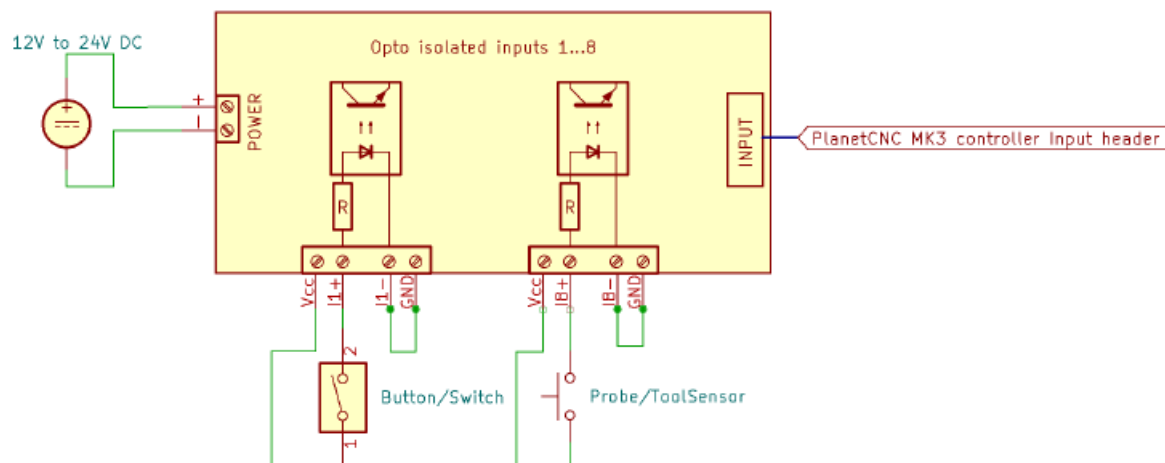 12V to 24V DC
Opto isolated inputs 1...8
+
-
POWER
INPUT
PlanetCNC MK3 controller Input header
R
R
Vcc
I1+
I1-
GND
Vcc
I8+
I8-
GND
2
Button/Switch
1
Probe/ToolSensor